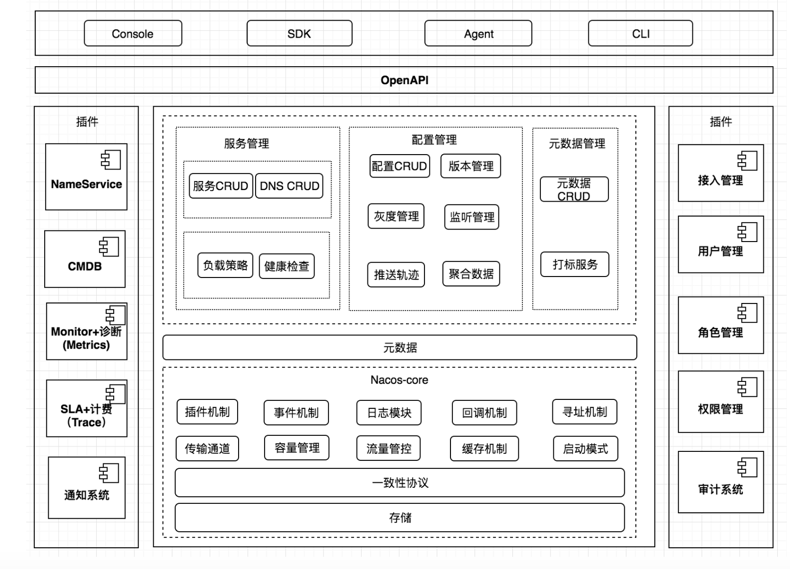 Console
SDK
Agent
CLI
OpenAPI
插件
NameService
CMDB
Monitor+诊断
(Metrics)
SLA+计费
（Trace）
通知系统
服务管理
服务CRUD
DNS CRUD
负载策略
健康检查
配置管理
配置CRUD
版本管理
灰度管理
监听管理
推送轨迹
聚合数据
元数据管理
元数据
CRUD
打标服务
元数据
Nacos-core
插件机制
事件机制
日志模块
回调机制
寻址机制
传输通道
容量管理
流量管控
缓存机制
启动模式
一致性协议
存储
插件
接入管理
用户管理
角色管理
权限管理
审计系统